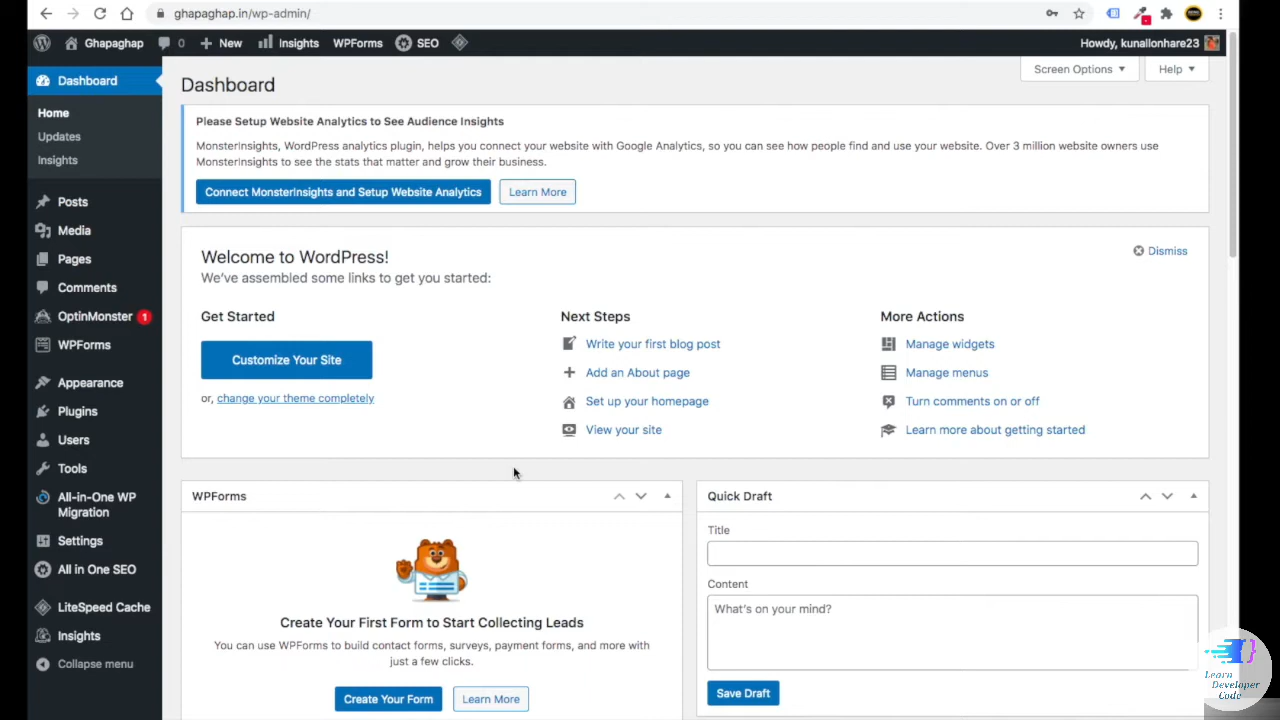 ghapaghap.in/wp-admin/
Ghapaghap 0 New Insights WPForms SEO Howdy, kunallonhare23
Dashboard
Home
Updates
Insights
Posts
Media
Pages
Comments
OptinMonster 1
WPForms
Appearance
Plugins
Users
Tools
All-in-One WP
Migration
Settings
All in One SEO
LiteSpeed Cache
Insights
Collapse menu
Dashboard
Screen Options
Help
Please Setup Website Analytics to See Audience Insights
MonsterInsights, WordPress analytics plugin, helps you connect your website with Google Analytics, so you can see how people find and use your website. Over 3 million website owners use
MonsterInsights to see the stats that matter and grow their business.
Connect MonsterInsights and Setup Website Analytics
Learn More
Welcome to WordPress!
We've assembled some links to get you started:
Dismiss
Get Started
Customize Your Site
or, change your theme completely
Next Steps
Write your first blog post
Add an About page
Set up your homepage
View your site
More Actions
Manage widgets
Manage menus
Turn comments on or off
Learn more about getting started
WPForms
Create Your First Form to Start Collecting Leads
You can use WPForms to build contact forms, surveys, payment forms, and more with
just a few clicks.
Create Your Form
Learn More
Quick Draft
Title
Content
What's on your mind?
Save Draft
Learn
Developer
Code